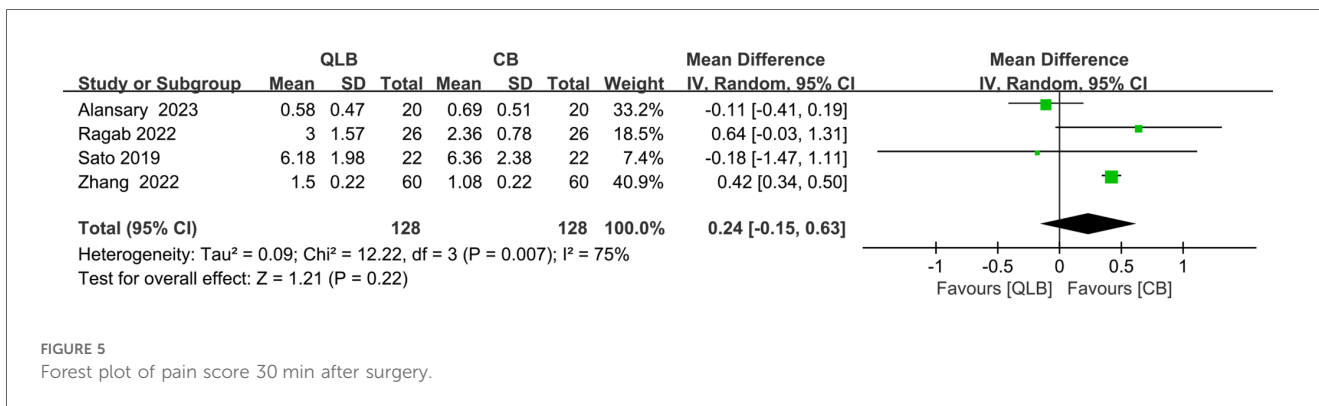 QLB CB Mean Difference Mean Difference
Study or Subgroup Mean SD Total Mean SD Total Weight IV, Random, 95% CI IV, Random, 95% CI
Alansary 2023 0.58 0.47 20 0.69 0.51 20 33.2% -0.11 [-0.41, 0.19]
Ragab 2022 3 1.57 26 2.36 0.78 26 18.5% 0.64 [-0.03, 1.31]
Sato 2019 6.18 1.98 22 6.36 2.38 22 7.4% -0.18 [-1.47, 1.11]
Zhang 2022 1.5 0.22 60 1.08 0.22 60 40.9% 0.42 [0.34, 0.50]
Total (95% CI) 128 128 100.0% 0.24 [-0.15, 0.63]
Heterogeneity: Tau² = 0.09; Chi² = 12.22, df = 3 (P = 0.007); I² = 75%
Test for overall effect: Z = 1.21 (P = 0.22)
-1 -0.5 0 0.5 1
Favours [QLB] Favours [CB]
FIGURE 5
Forest plot of pain score 30 min after surgery.